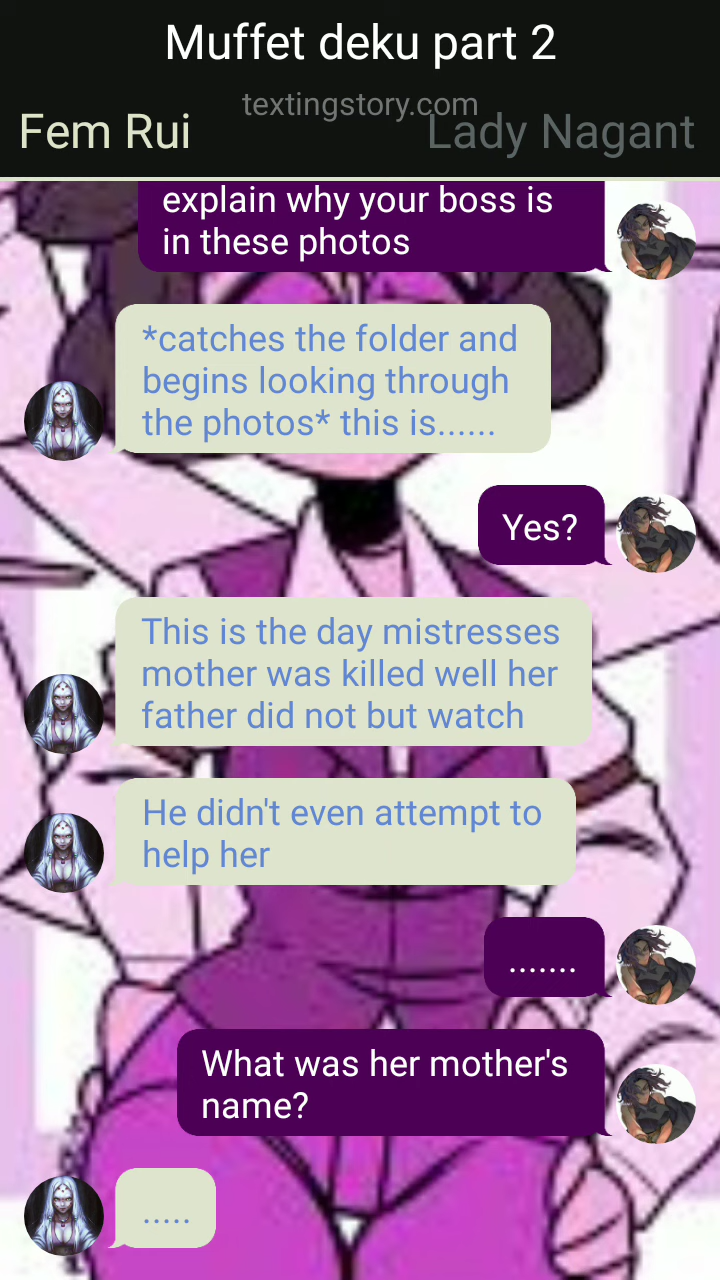 Muffet deku part 2
textingstory.com
Fem Rui
Lady Nagant
explain why your boss is
in these photos
*catches the folder and
begins looking through
the photos* this is......
Yes?
This is the day mistresses
mother was killed well her
father did not but watch
He didn't even attempt to
help her
.......
What was her mother's
name?
.....